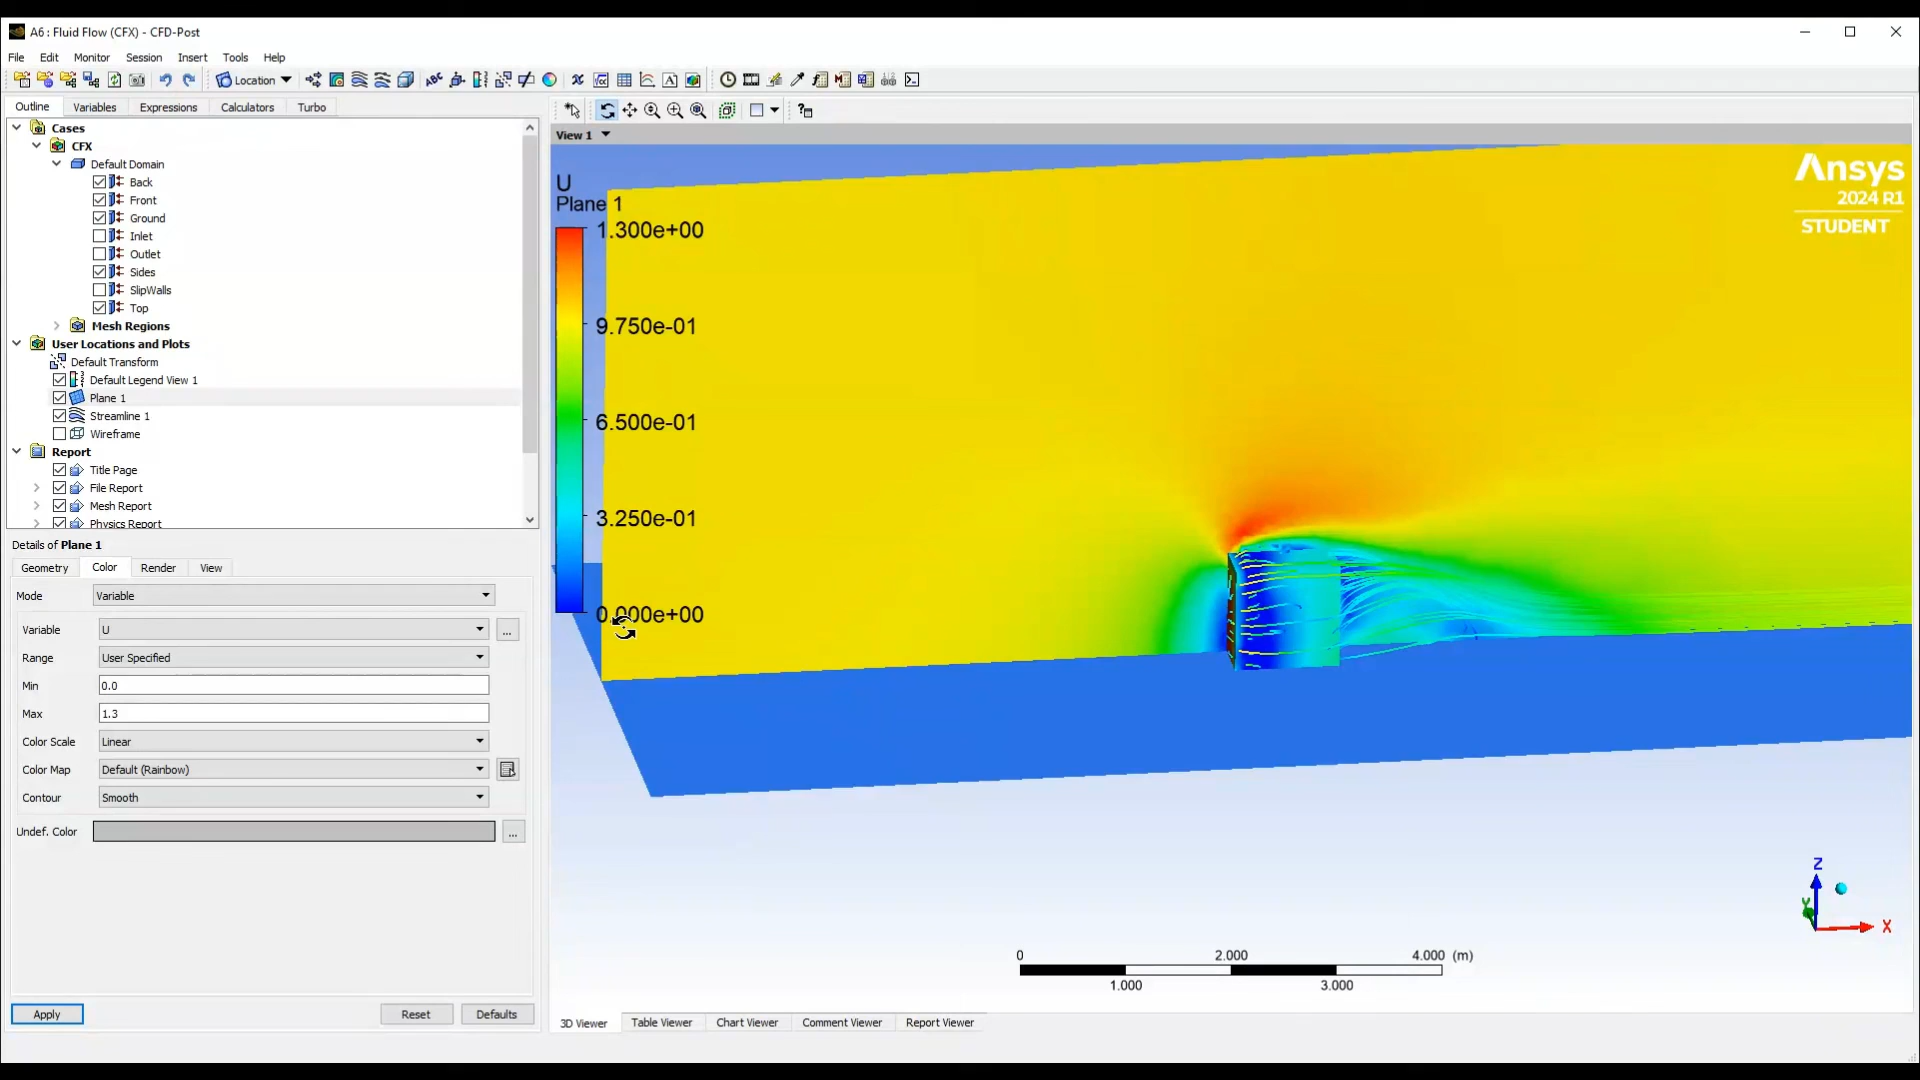 A6 : Fluid Flow (CFX) - CFD-Post
File Edit Monitor Session Insert Tools Help
Location
Outline Variables Expressions Calculators Turbo
Cases
CFX
Default Domain
Back
Front
Ground
Inlet
Outlet
Sides
SlipWalls
Top
Mesh Regions
User Locations and Plots
Default Transform
Default Legend View 1
Plane 1
Streamline 1
Wireframe
Report
Title Page
File Report
Mesh Report
Physics Report
Details of Plane 1
Geometry Color Render View
Mode Variable
Variable U ...
Range User Specified
Min 0.0
Max 1.3
Color Scale Linear
Color Map Default (Rainbow)
Contour Smooth
Undef. Color ...
Apply Reset Defaults
View 1
U
Plane 1
1.300e+00
9.750e-01
6.500e-01
3.250e-01
0.000e+00
Ansys
2024 R1
STUDENT
Z
Y
X
0 2.000 4.000 (m)
1.000 3.000
3D Viewer Table Viewer Chart Viewer Comment Viewer Report Viewer